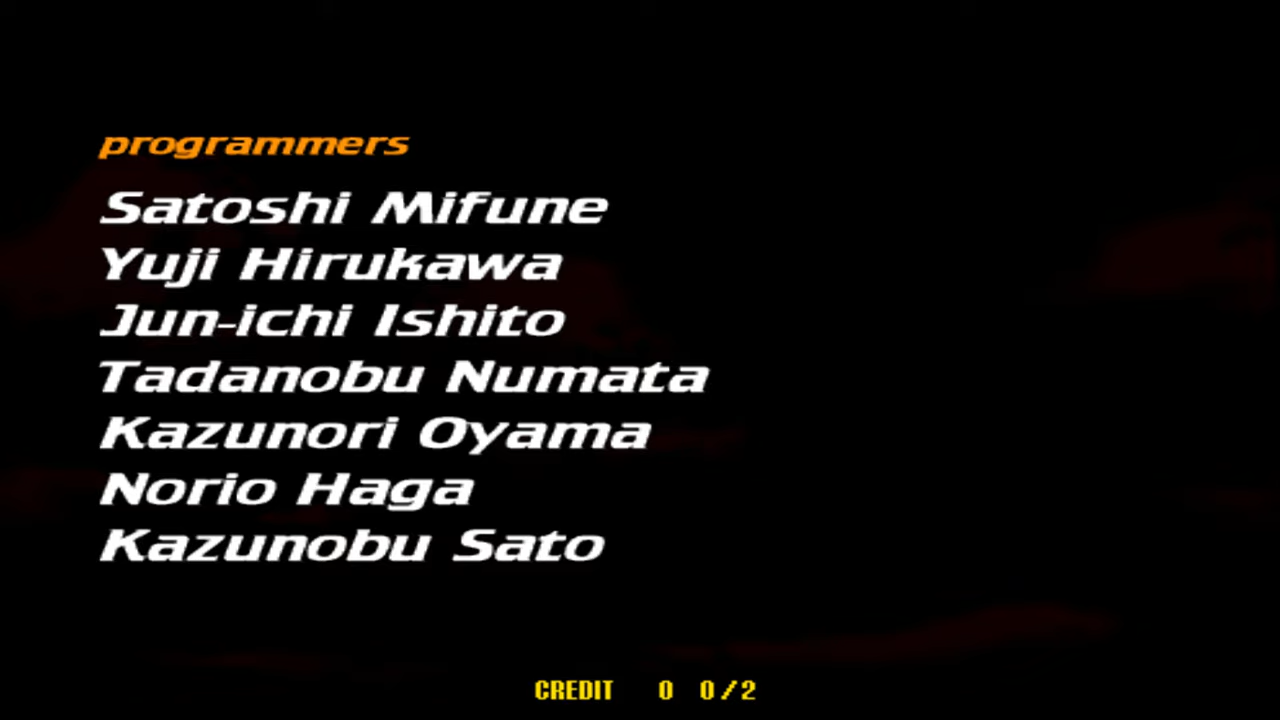 programmers
Satoshi Mifune
Yuji Hirukawa
Jun-ichi Ishito
Tadanobu Numata
Kazunori Oyama
Norio Haga
Kazunobu Sato
CREDIT 0 0/2